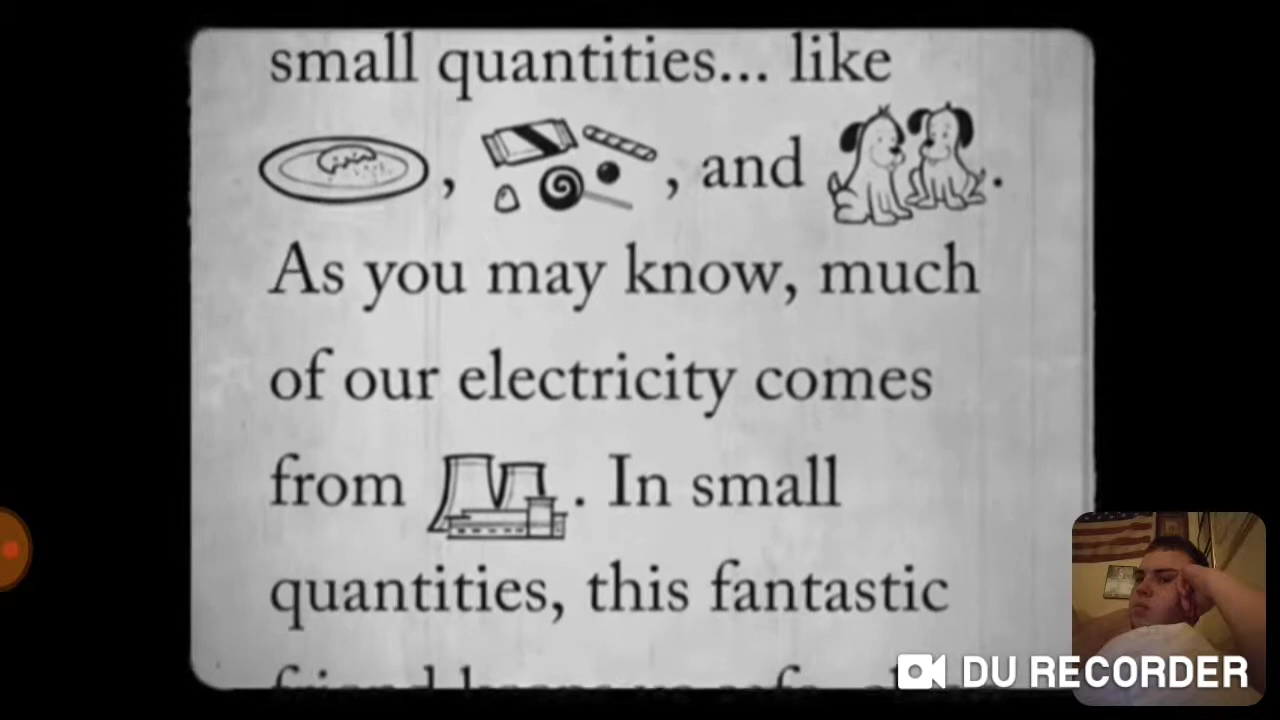 small quantities... like
, , and .
As you may know, much
of our electricity comes
from . In small
quantities, this fantastic
DU RECORDER